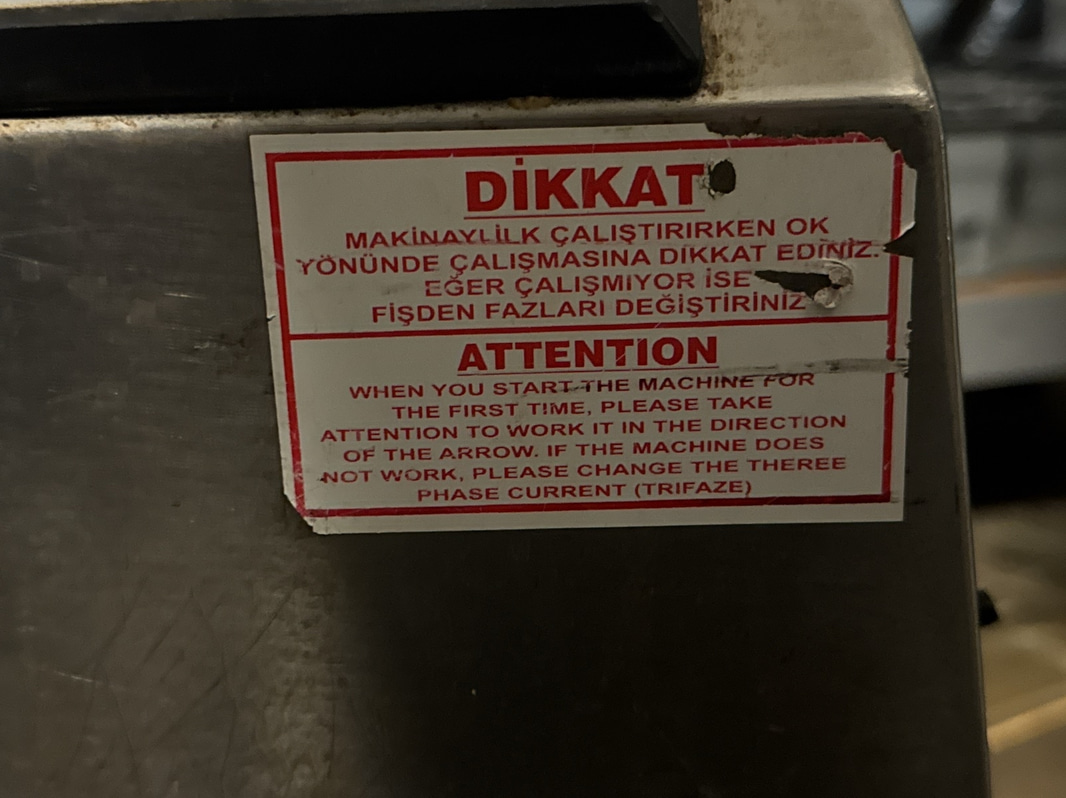 DİKKAT
MAKİNAYLİLK ÇALIŞTIRIRKEN OK
YÖNÜNDE ÇALIŞMASINA DİKKAT EDİNİZ.
EĞER ÇALIŞMIYOR İSE
FİŞDEN FAZLARI DEĞİŞTİRİNİZ
ATTENTION
WHEN YOU START THE MACHINE FOR
THE FIRST TIME, PLEASE TAKE
ATTENTION TO WORK IT IN THE DIRECTION
OF THE ARROW. IF THE MACHINE DOES
NOT WORK, PLEASE CHANGE THE THEREE
PHASE CURRENT (TRIFAZE)